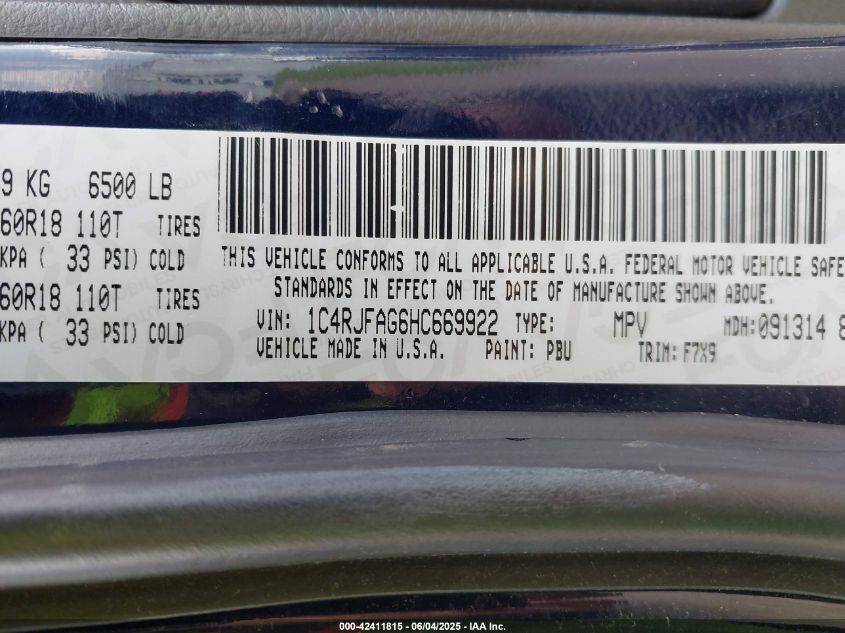 9 KG 6500 LB
60R18 110T TIRES
KPA ( 33 PSI) COLD
60R18 110T TIRES
KPA ( 33 PSI) COLD
THIS VEHICLE CONFORMS TO ALL APPLICABLE U.S.A. FEDERAL MOTOR VEHICLE SAFE
STANDARDS IN EFFECT ON THE DATE OF MANUFACTURE SHOWN ABOVE.
VIN: 1C4RJFAG6HC669922 TYPE: MPV MDH:091314 8
VEHICLE MADE IN U.S.A. PAINT: PBU TRIM:F7X9
000-42411815 - 06/04/2025 - IAA Inc.